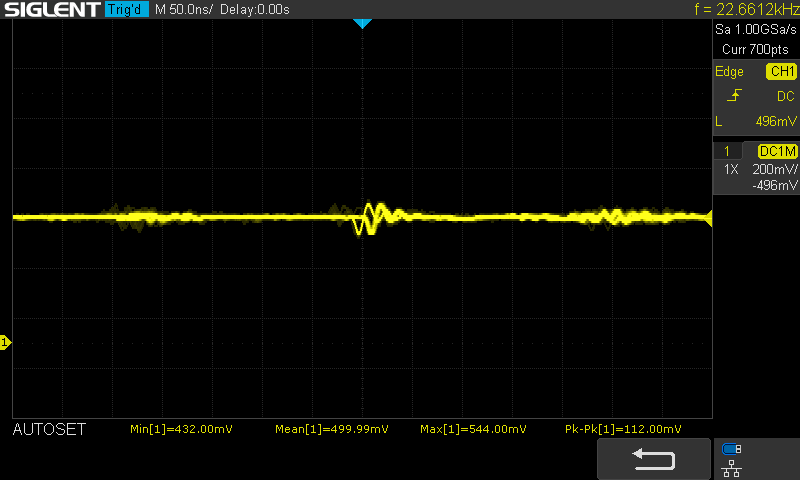 SIGLENT Trig'd M 50.0ns/ Delay:0.00s f = 22.6612kHz
Sa 1.00GSa/s
Curr 700pts
Edge CH1
DC
L 496mV
1 DC1M
1X 200mV/
-496mV
1
AUTOSET Min[1]=432.00mV Mean[1]=499.99mV Max[1]=544.00mV Pk-Pk[1]=112.00mV